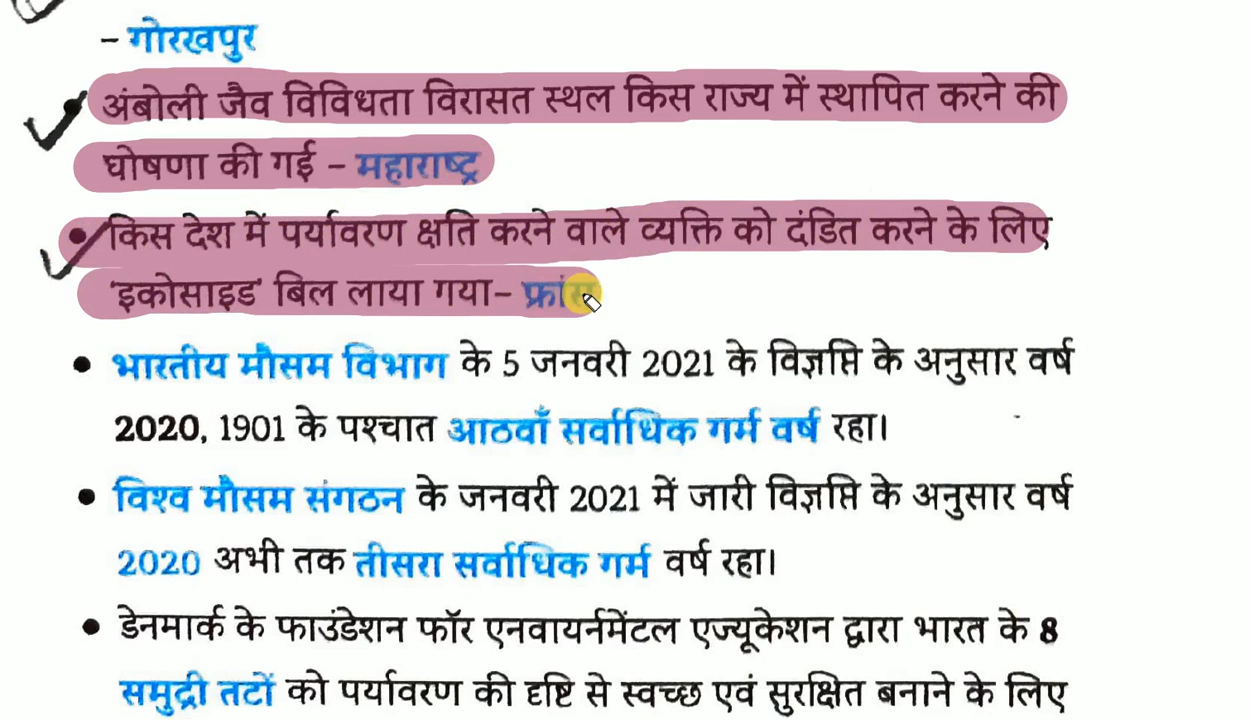 – गोरखपुर
अंबोली जैव विविधता विरासत स्थल किस राज्य में स्थापित करने की
घोषणा की गई – महाराष्ट्र
• किस देश में पर्यावरण क्षति करने वाले व्यक्ति को दंडित करने के लिए
'इकोसाइड' बिल लाया गया– फ्रांस
• भारतीय मौसम विभाग के 5 जनवरी 2021 के विज्ञप्ति के अनुसार वर्ष
2020, 1901 के पश्चात आठवाँ सर्वाधिक गर्म वर्ष रहा।
• विश्व मौसम संगठन के जनवरी 2021 में जारी विज्ञप्ति के अनुसार वर्ष
2020 अभी तक तीसरा सर्वाधिक गर्म वर्ष रहा।
• डेनमार्क के फाउंडेशन फॉर एनवायर्नमेंटल एज्यूकेशन द्वारा भारत के 8
समुद्री तटों को पर्यावरण की दृष्टि से स्वच्छ एवं सुरक्षित बनाने के लिए